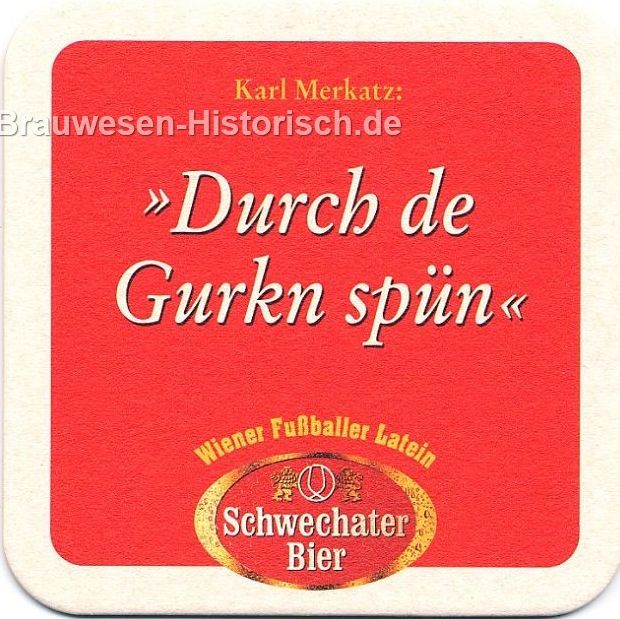 Karl Merkatz:
Brauwesen-Historisch.de
»Durch de
Gurkn spün«
Wiener Fußballer Latein
Schwechater
Bier